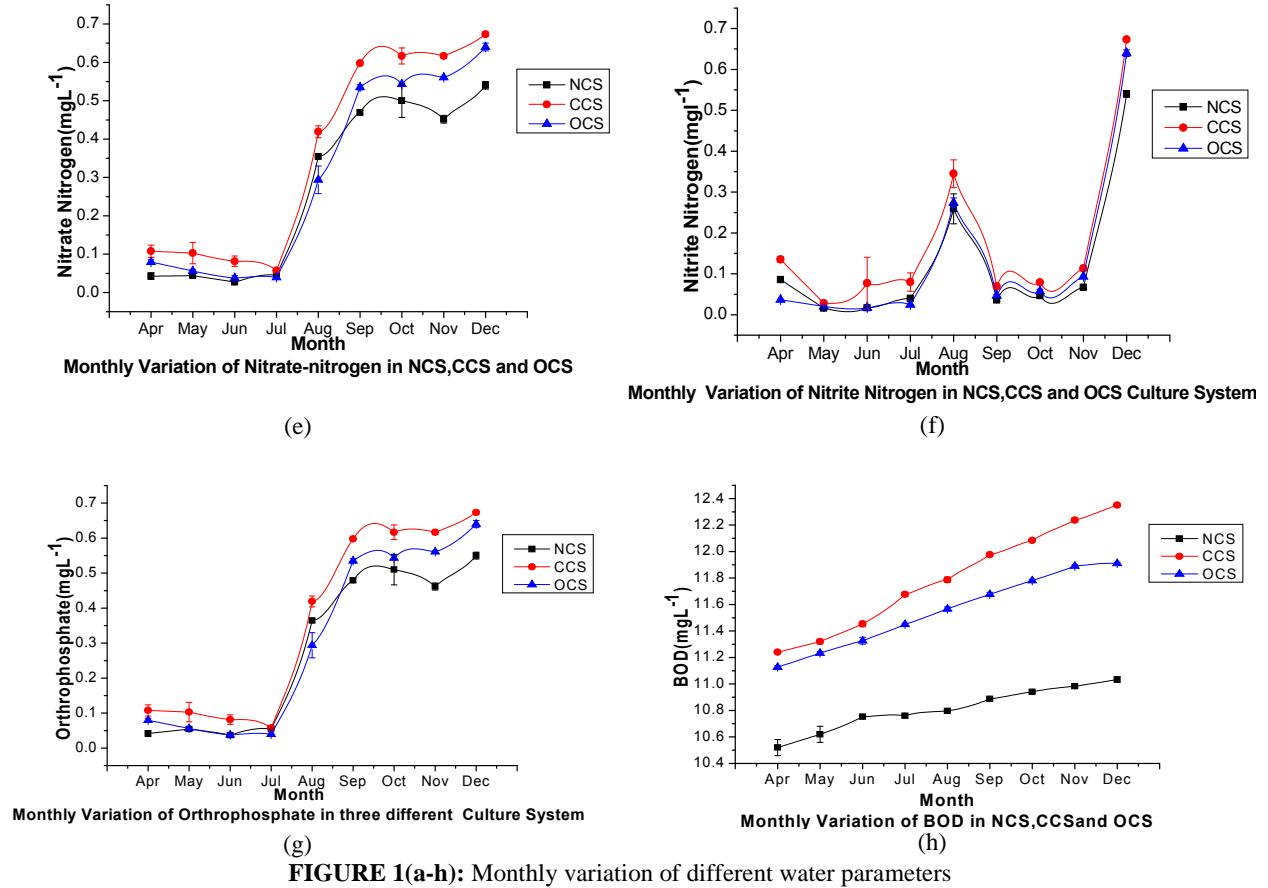 0.7
0.6
0.5
0.4
0.3
0.2
0.1
0.0
Nitrate Nitrogen(mgL-1)
Apr May Jun Jul Aug Sep Oct Nov Dec
Month
NCS
CCS
OCS
Monthly Variation of Nitrate-nitrogen in NCS,CCS and OCS
(e)
0.7
0.6
0.5
0.4
0.3
0.2
0.1
0.0
Nitrite Nitrogen(mgl-1)
Apr May Jun Jul Aug Sep Oct Nov Dec
Month
NCS
CCS
OCS
Monthly Variation of Nitrite Nitrogen in NCS,CCS and OCS Culture System
(f)
0.7
0.6
0.5
0.4
0.3
0.2
0.1
0.0
Orthrophosphate(mgL-1)
Apr May Jun Jul Aug Sep Oct Nov Dec
Month
NCS
CCS
OCS
Monthly Variation of Orthrophosphate in three different Culture System
(g)
12.4
12.2
12.0
11.8
11.6
11.4
11.2
11.0
10.8
10.6
10.4
BOD(mgL-1)
Apr May Jun Jul Aug Sep Oct Nov Dec
Month
NCS
CCS
OCS
Monthly Variation of BOD in NCS,CCSand OCS
(h)
FIGURE 1(a-h): Monthly variation of different water parameters